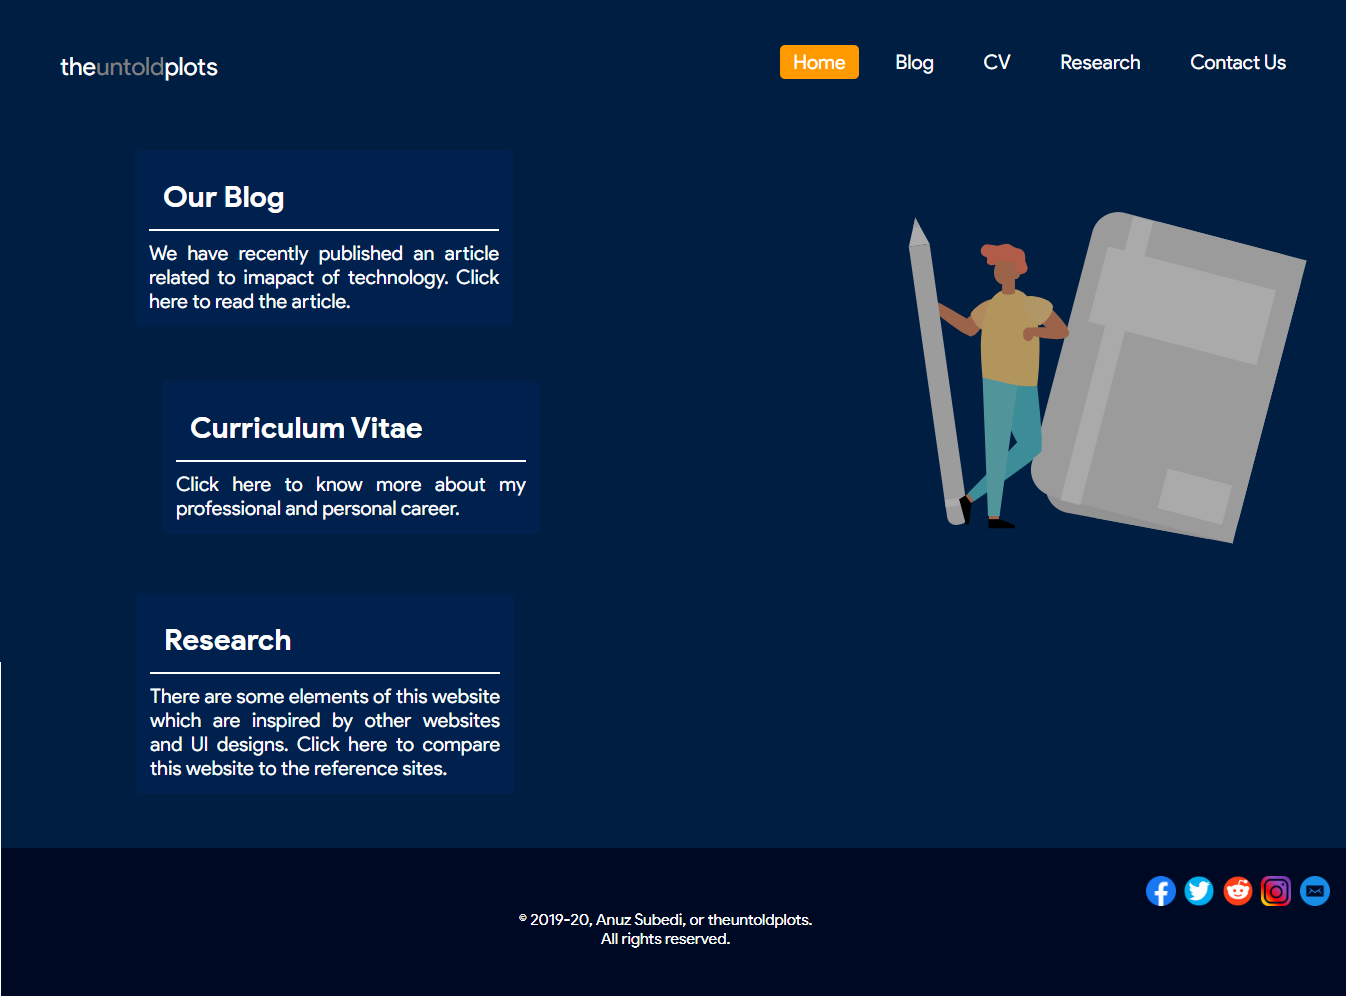 theuntoldplots
Home Blog CV Research Contact Us
Our Blog
We have recently published an article
related to imapact of technology. Click
here to read the article.
Curriculum Vitae
Click here to know more about my
professional and personal career.
Research
There are some elements of this website
which are inspired by other websites
and UI designs. Click here to compare
this website to the reference sites.
© 2019-20, Anuz Subedi, or theuntoldplots.
All rights reserved.